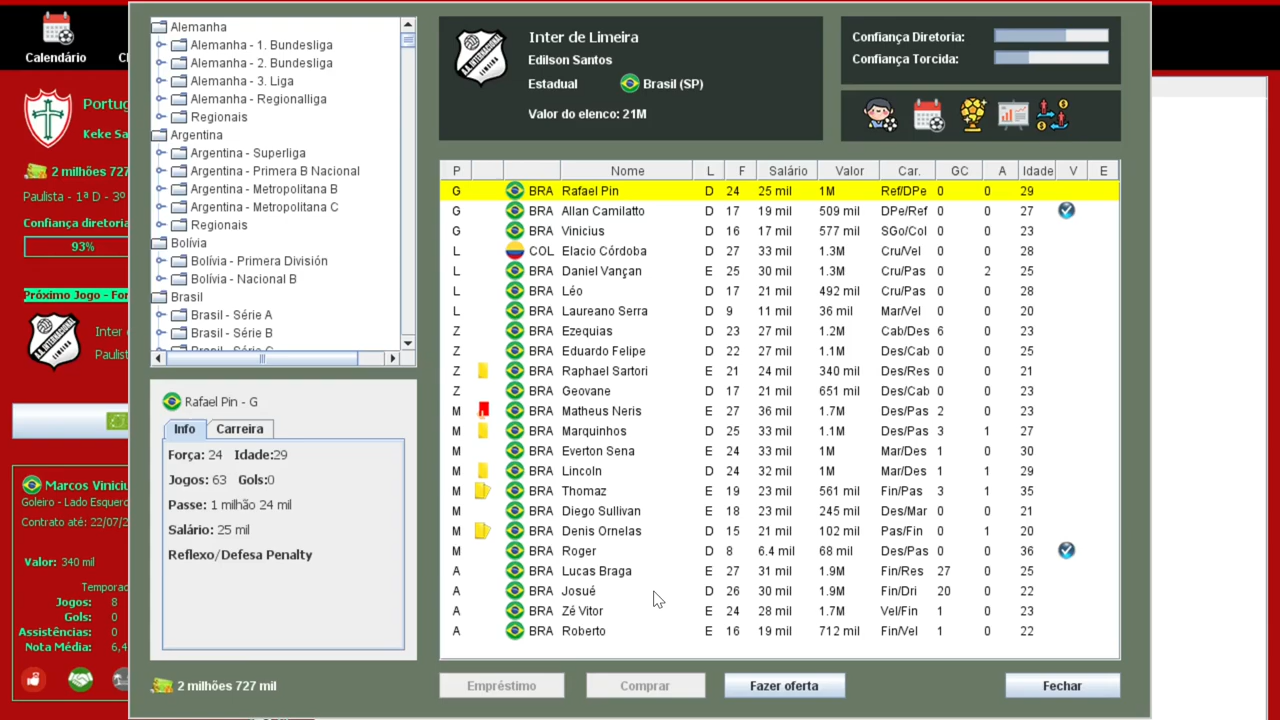 Calendário
Portug
Keke Sa
2 milhões 727
Paulista - 1ª D - 3º
Confiança diretoria
93%
Próximo Jogo - For
Inter
Paulist
Marcos Viniciu
Goleiro - Lado Esquero
Contrato até: 22/07/2
Valor: 340 mil
Temporac
Jogos: 8
Gols: 0
Assistências: 0
Nota Média: 6,4
Alemanha
Alemanha - 1. Bundesliga
Alemanha - 2. Bundesliga
Alemanha - 3. Liga
Alemanha - Regionalliga
Regionais
Argentina
Argentina - Superliga
Argentina - Primera B Nacional
Argentina - Metropolitana B
Argentina - Metropolitana C
Regionais
Bolívia
Bolívia - Primera División
Bolívia - Nacional B
Brasil
Brasil - Série A
Brasil - Série B
Brasil - Série C
Rafael Pin - G
Info Carreira
Força: 24 Idade:29
Jogos: 63 Gols:0
Passe: 1 milhão 24 mil
Salário: 25 mil
Reflexo/Defesa Penalty
2 milhões 727 mil
Inter de Limeira
Edilson Santos
Estadual Brasil (SP)
Valor do elenco: 21M
Confiança Diretoria:
Confiança Torcida:
P Nome L F Salário Valor Car. GC A Idade V E
G BRA Rafael Pin D 24 25 mil 1M Ref/DPe 0 0 29
G BRA Allan Camilatto D 17 19 mil 509 mil DPe/Ref 0 0 27
G BRA Vinicius D 16 17 mil 577 mil SGo/Col 0 0 23
L COL Elacio Córdoba D 27 33 mil 1.3M Cru/Vel 0 0 28
L BRA Daniel Vançan E 25 30 mil 1.3M Cru/Pas 0 2 25
L BRA Léo D 17 21 mil 492 mil Cru/Pas 0 0 28
L BRA Laureano Serra D 9 11 mil 36 mil Mar/Vel 0 0 20
Z BRA Ezequias D 23 27 mil 1.2M Cab/Des 6 0 23
Z BRA Eduardo Felipe D 22 27 mil 1.1M Des/Cab 0 0 25
Z BRA Raphael Sartori E 21 24 mil 340 mil Des/Res 0 0 21
Z BRA Geovane D 17 21 mil 651 mil Des/Cab 0 0 23
M BRA Matheus Neris E 27 36 mil 1.7M Des/Pas 2 0 23
M BRA Marquinhos D 25 33 mil 1.1M Des/Pas 3 1 27
M BRA Everton Sena E 24 33 mil 1M Mar/Des 1 0 30
M BRA Lincoln D 24 32 mil 1M Mar/Des 1 1 29
M BRA Thomaz E 19 23 mil 561 mil Fin/Pas 3 1 35
M BRA Diego Sullivan E 18 23 mil 245 mil Des/Mar 0 0 21
M BRA Denis Ornelas D 15 21 mil 102 mil Pas/Fin 0 1 20
M BRA Roger D 8 6.4 mil 68 mil Des/Pas 0 0 36
A BRA Lucas Braga E 27 31 mil 1.9M Fin/Res 27 0 25
A BRA Josué D 26 30 mil 1.9M Fin/Dri 20 0 22
A BRA Zé Vitor E 24 28 mil 1.7M Vel/Fin 1 0 23
A BRA Roberto E 16 19 mil 712 mil Fin/Vel 1 0 22
Empréstimo Comprar Fazer oferta Fechar